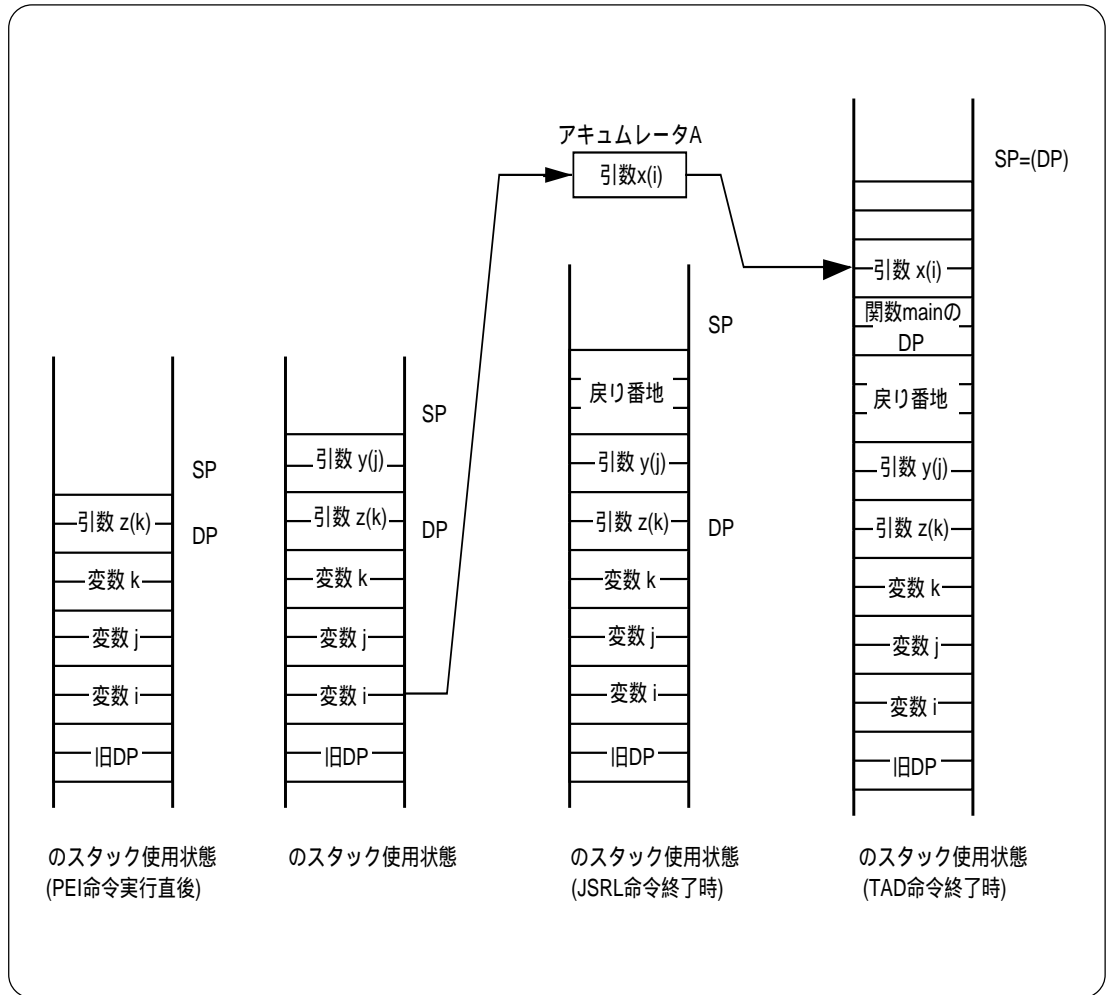 アキュムレータA
引数x(i)
SP
DP
引数 z(k)
変数 k
変数 j
変数 i
旧DP
のスタック使用状態
(PEI命令実行直後)
SP
DP
引数 y(j)
引数 z(k)
変数 k
変数 j
変数 i
旧DP
のスタック使用状態
SP
DP
戻り番地
引数 y(j)
引数 z(k)
変数 k
変数 j
変数 i
旧DP
のスタック使用状態
(JSRL命令終了時)
SP=(DP)
引数 x(i)
関数mainの
DP
戻り番地
引数 y(j)
引数 z(k)
変数 k
変数 j
変数 i
旧DP
のスタック使用状態
(TAD命令終了時)